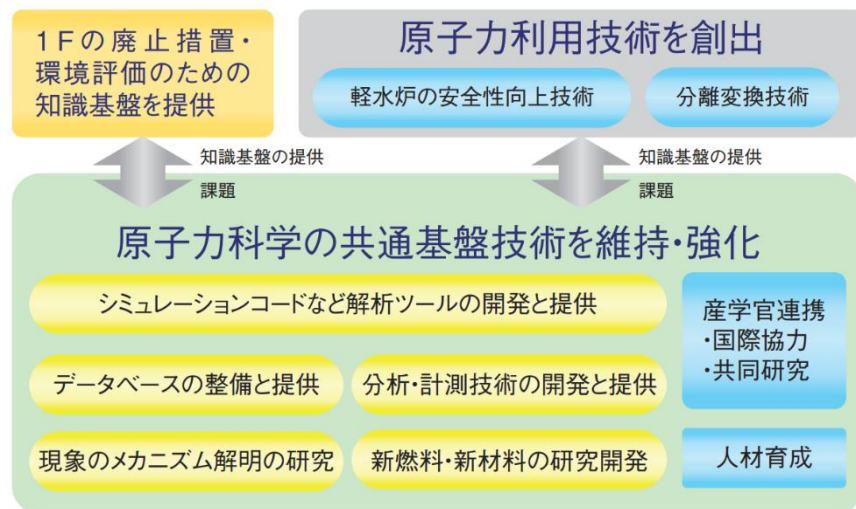 1Fの廃止措置・
環境評価のための
知識基盤を提供
原子力利用技術を創出
軽水炉の安全性向上技術
分離変換技術
知識基盤の提供
課題
知識基盤の提供
課題
原子力科学の共通基盤技術を維持・強化
シミュレーションコードなど解析ツールの開発と提供
データベースの整備と提供
分析・計測技術の開発と提供
現象のメカニズム解明の研究
新燃料・新材料の研究開発
産学官連携
・国際協力
・共同研究
人材育成